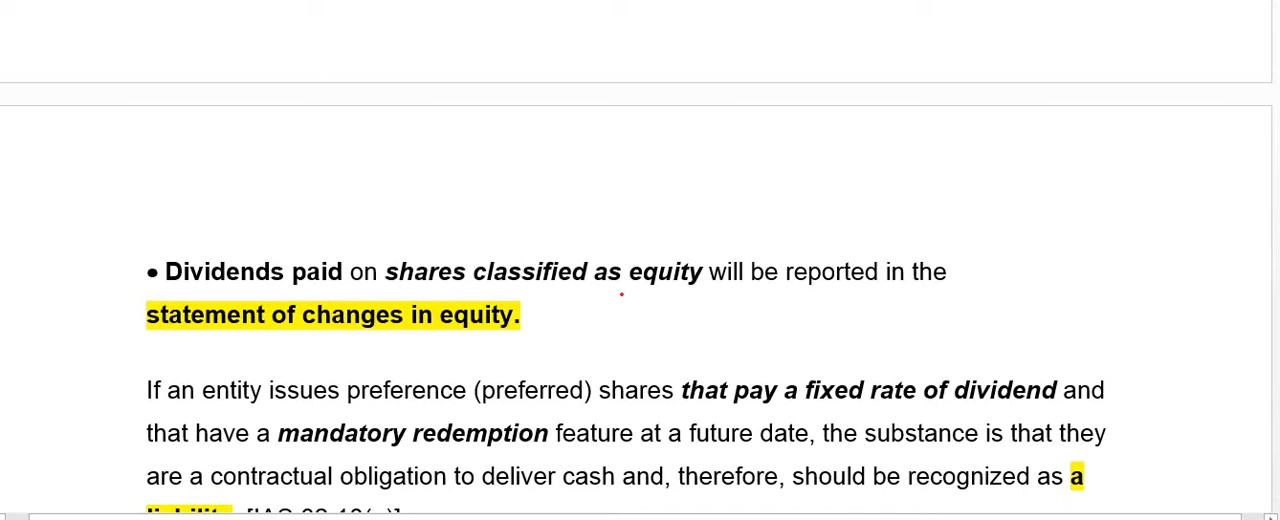 • Dividends paid on shares classified as equity will be reported in the
statement of changes in equity.
If an entity issues preference (preferred) shares that pay a fixed rate of dividend and
that have a mandatory redemption feature at a future date, the substance is that they
are a contractual obligation to deliver cash and, therefore, should be recognized as a